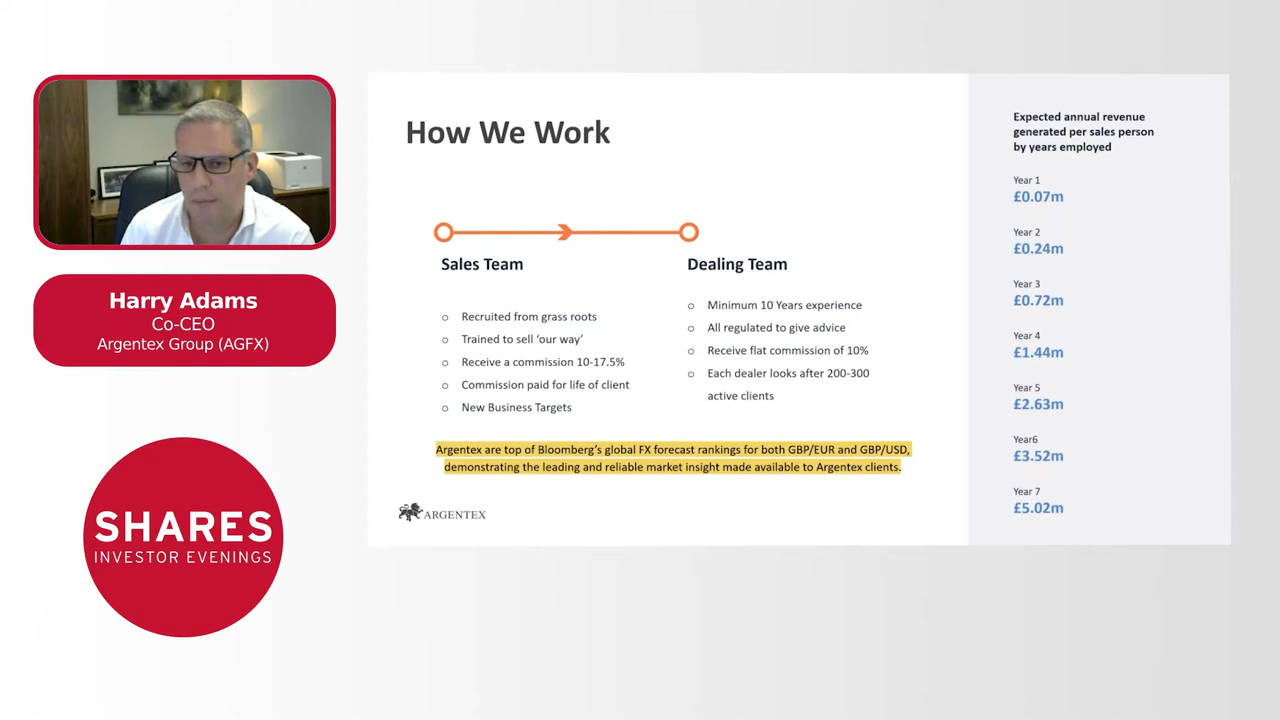 Harry Adams
Co-CEO
Argentex Group (AGFX)
SHARES
INVESTOR EVENINGS
How We Work
Sales Team
o Recruited from grass roots
o Trained to sell ‘our way’
o Receive a commission 10-17.5%
o Commission paid for life of client
o New Business Targets
Dealing Team
o Minimum 10 Years experience
o All regulated to give advice
o Receive flat commission of 10%
o Each dealer looks after 200-300
active clients
Argentex are top of Bloomberg’s global FX forecast rankings for both GBP/EUR and GBP/USD,
demonstrating the leading and reliable market insight made available to Argentex clients.
ARGENTEX
Expected annual revenue
generated per sales person
by years employed
Year 1
£0.07m
Year 2
£0.24m
Year 3
£0.72m
Year 4
£1.44m
Year 5
£2.63m
Year6
£3.52m
Year 7
£5.02m